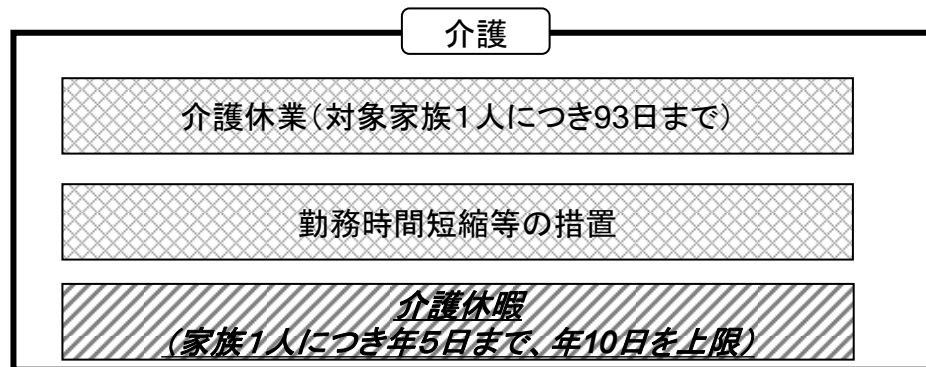 介護
介護休業(対象家族１人につき93日まで)
勤務時間短縮等の措置
介護休暇
(家族１人につき年５日まで、年10日を上限)